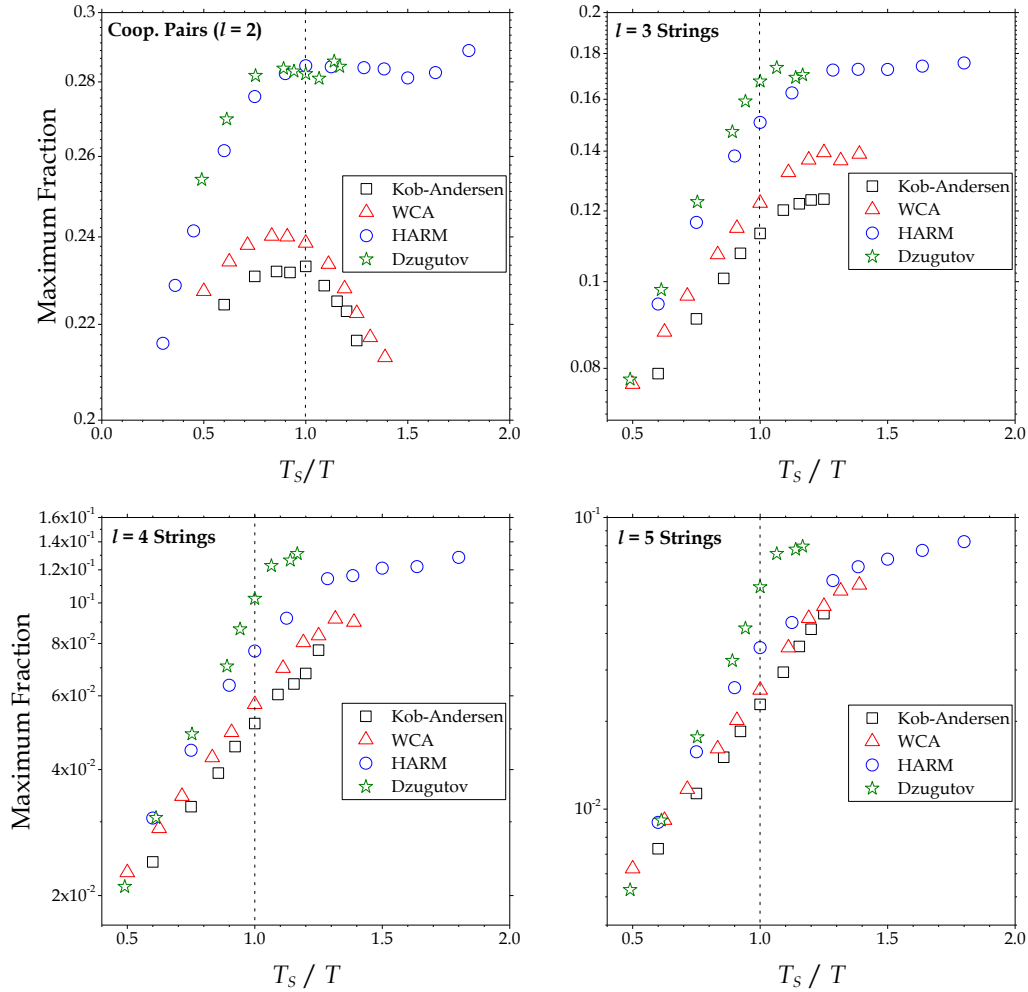 Coop. Pairs (l = 2)
0.3
0.28
0.26
0.24
0.22
0.2
Maximum Fraction
Kob-Andersen
WCA
HARM
Dzugutov
0.0
0.5
1.0
1.5
2.0
T_S/T
l = 3 Strings
0.2
0.18
0.16
0.14
0.12
0.1
0.08
Kob-Andersen
WCA
HARM
Dzugutov
0.5
1.0
1.5
2.0
T_S / T
l = 4 Strings
1.6x10⁻¹
1.4x10⁻¹
1.2x10⁻¹
10⁻¹
8x10⁻²
6x10⁻²
4x10⁻²
2x10⁻²
Maximum Fraction
Kob-Andersen
WCA
HARM
Dzugutov
0.5
1.0
1.5
2.0
T_S / T
l = 5 Strings
10⁻¹
10⁻²
Kob-Andersen
WCA
HARM
Dzugutov
0.5
1.0
1.5
2.0
T_S / T